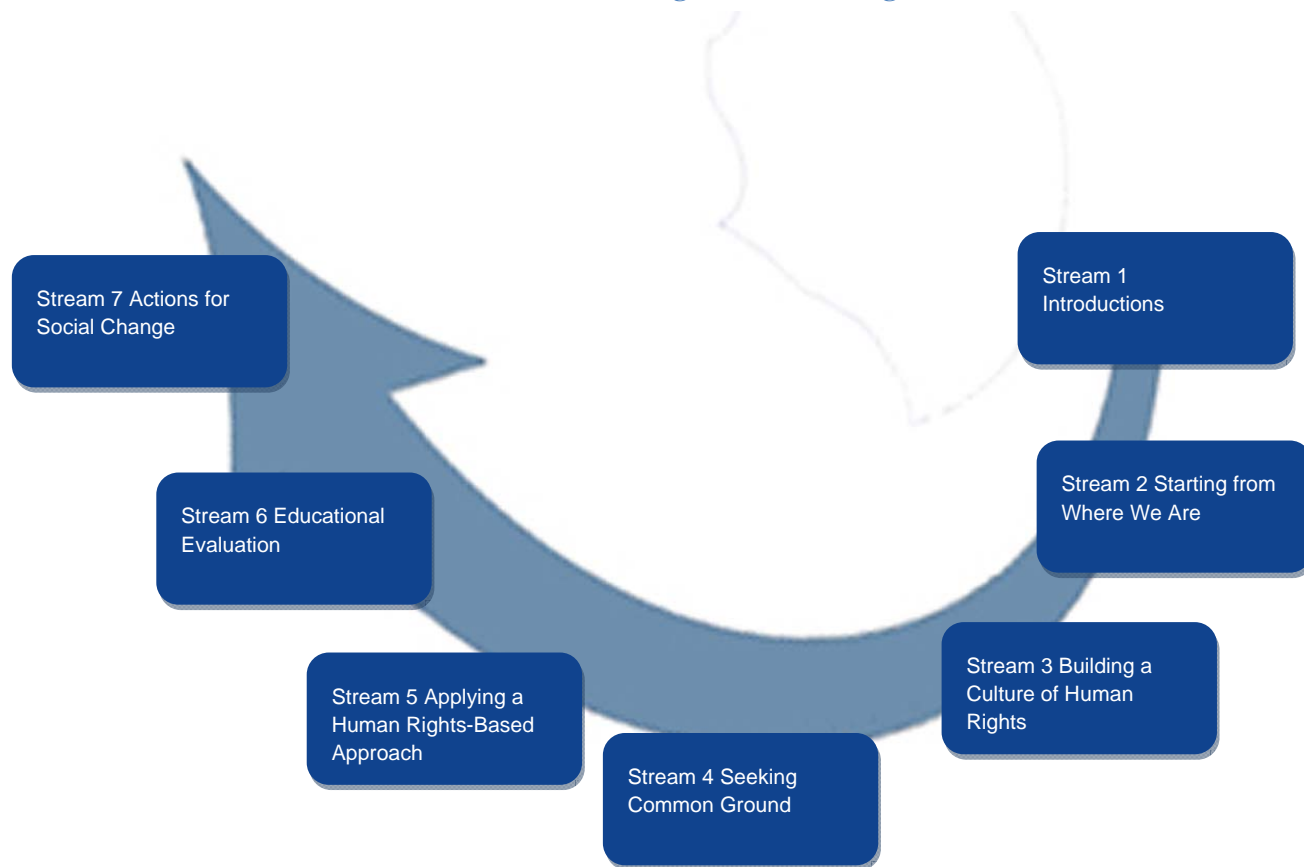 Stream 1
Introductions
Stream 2 Starting from
Where We Are
Stream 3 Building a
Culture of Human
Rights
Stream 4 Seeking
Common Ground
Stream 5 Applying a
Human Rights-Based
Approach
Stream 6 Educational
Evaluation
Stream 7 Actions for
Social Change